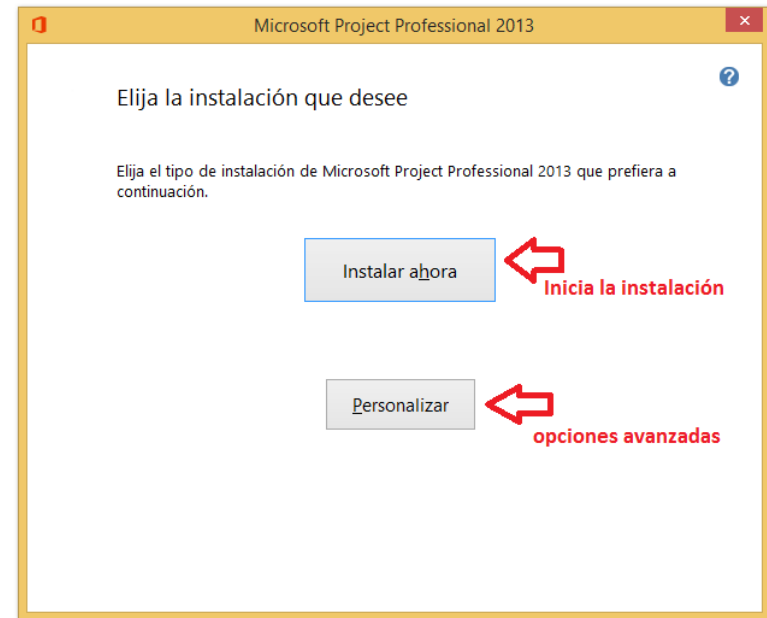 Microsoft Project Professional 2013
Elija la instalación que desee
Elija el tipo de instalación de Microsoft Project Professional 2013 que prefiera a
continuación.
Instalar ahora
Inicia la instalación
Personalizar
opciones avanzadas